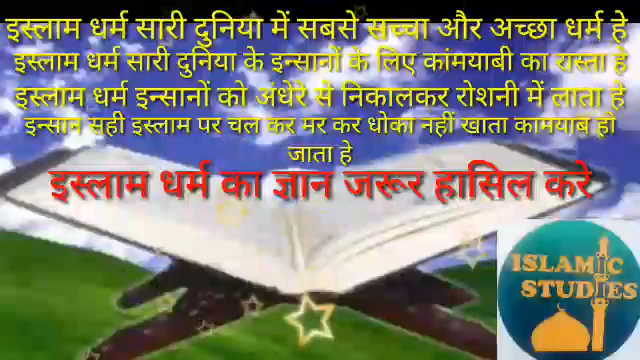 इस्लाम धर्म सारी दुनिया में सबसे सच्चा और अच्छा धर्म हे
इस्लाम धर्म सारी दुनिया के इन्सानों के लिए कांमयाबी का रास्ता हे
इस्लाम धर्म इन्सानों को अंधेरे से निकालकर रोशनी में लाता हे
इन्सान सही इस्लाम पर चल कर मर कर धोका नहीं खाता कामयाब हो
जाता हे
इस्लाम धर्म का ज्ञान जरूर हासिल करे
ISLAMIC
STUDIES